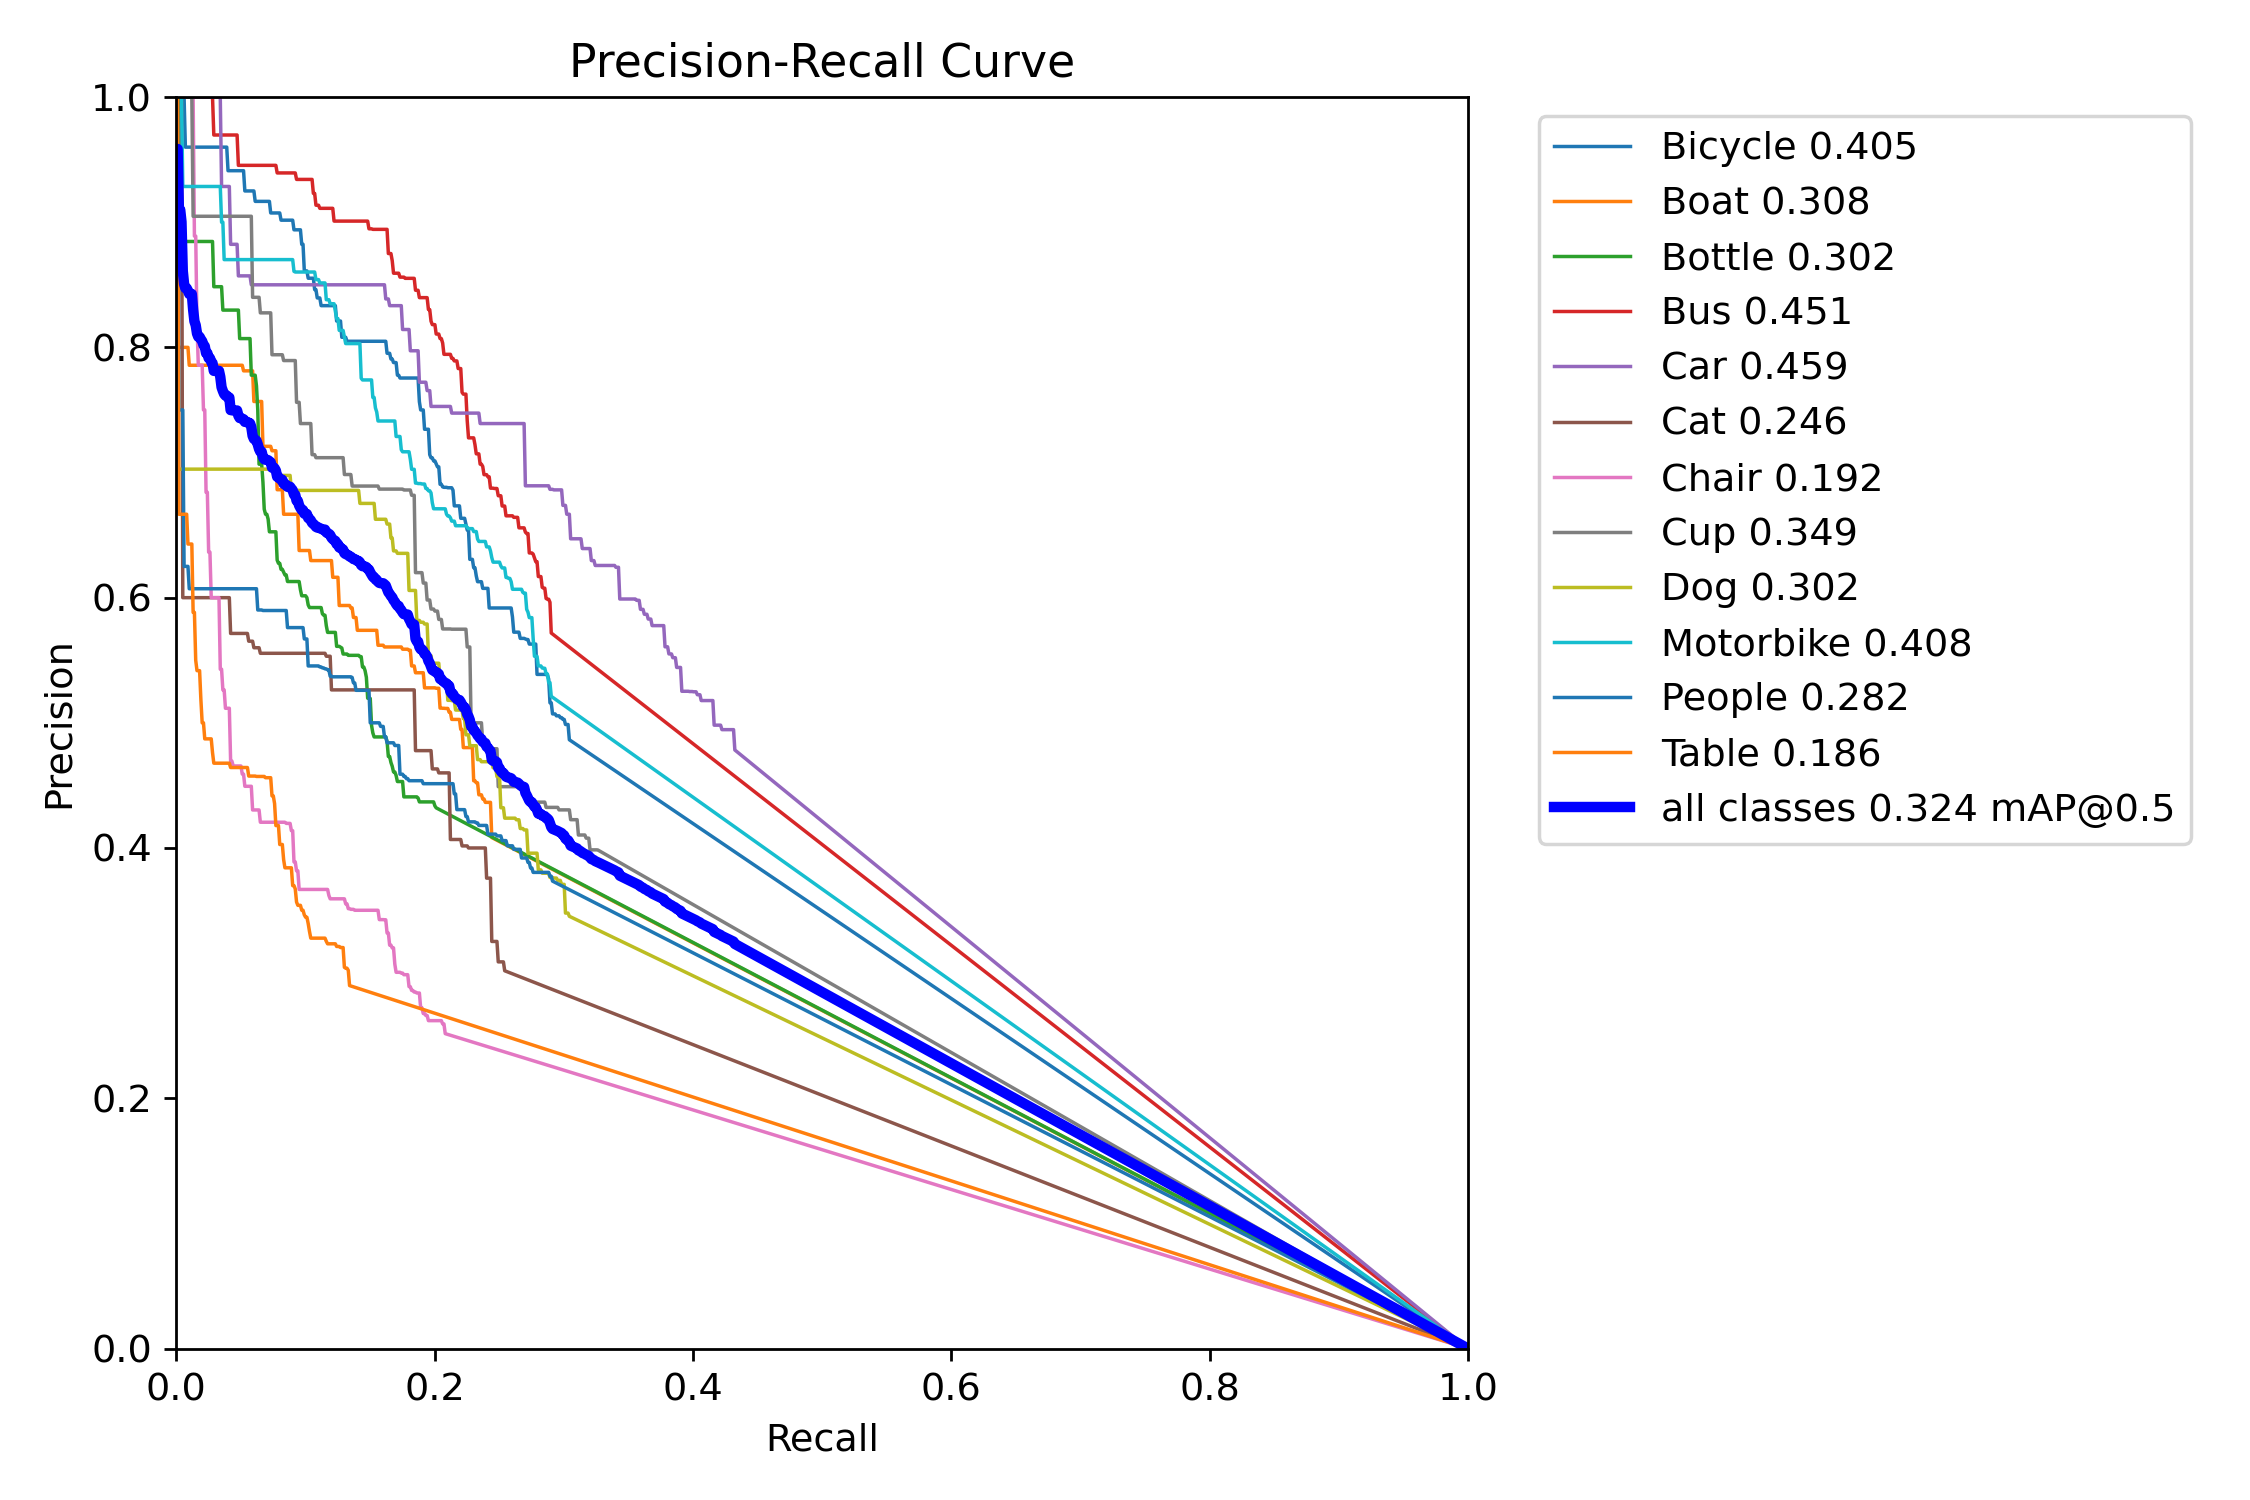 Precision-Recall Curve
1.0
0.8
0.6
0.4
0.2
0.0
Precision
0.0 0.2 0.4 0.6 0.8 1.0
Recall
Bicycle 0.405
Boat 0.308
Bottle 0.302
Bus 0.451
Car 0.459
Cat 0.246
Chair 0.192
Cup 0.349
Dog 0.302
Motorbike 0.408
People 0.282
Table 0.186
all classes 0.324 mAP@0.5